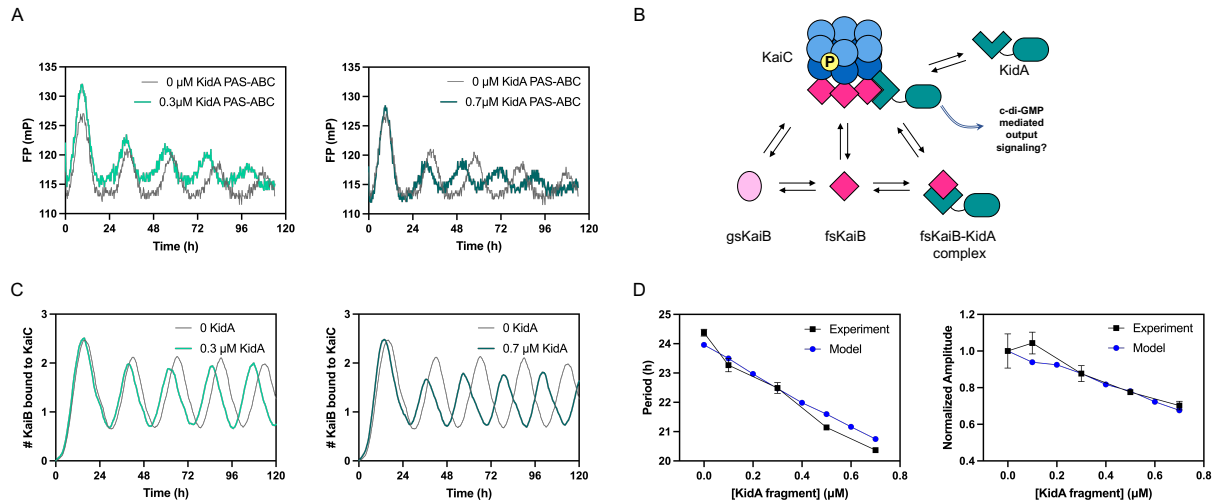 A
135
130
125
120
115
110
FP (mP)
0 24 48 72 96 120
Time (h)
0 μM KidA PAS-ABC
0.3μM KidA PAS-ABC
135
130
125
120
115
110
0 24 48 72 96 120
Time (h)
0 μM KidA PAS-ABC
0.7μM KidA PAS-ABC
B
KaiC
P
KidA
c-di-GMP
mediated
output
signaling?
gsKaiB
fsKaiB
fsKaiB-KidA
complex
C
3
2
1
0
# KaiB bound to KaiC
0 24 48 72 96 120
Time (h)
0 KidA
0.3 μM KidA
3
2
1
0
# KaiB bound to KaiC
0 24 48 72 96 120
Time (h)
0 KidA
0.7 μM KidA
D
25
24
23
22
21
20
Period (h)
0.0 0.2 0.4 0.6 0.8
[KidA fragment] (μM)
Experiment
Model
1.2
1.0
0.8
0.6
0.4
Normalized Amplitude
0.0 0.2 0.4 0.6 0.8
[KidA fragment] (μM)
Experiment
Model